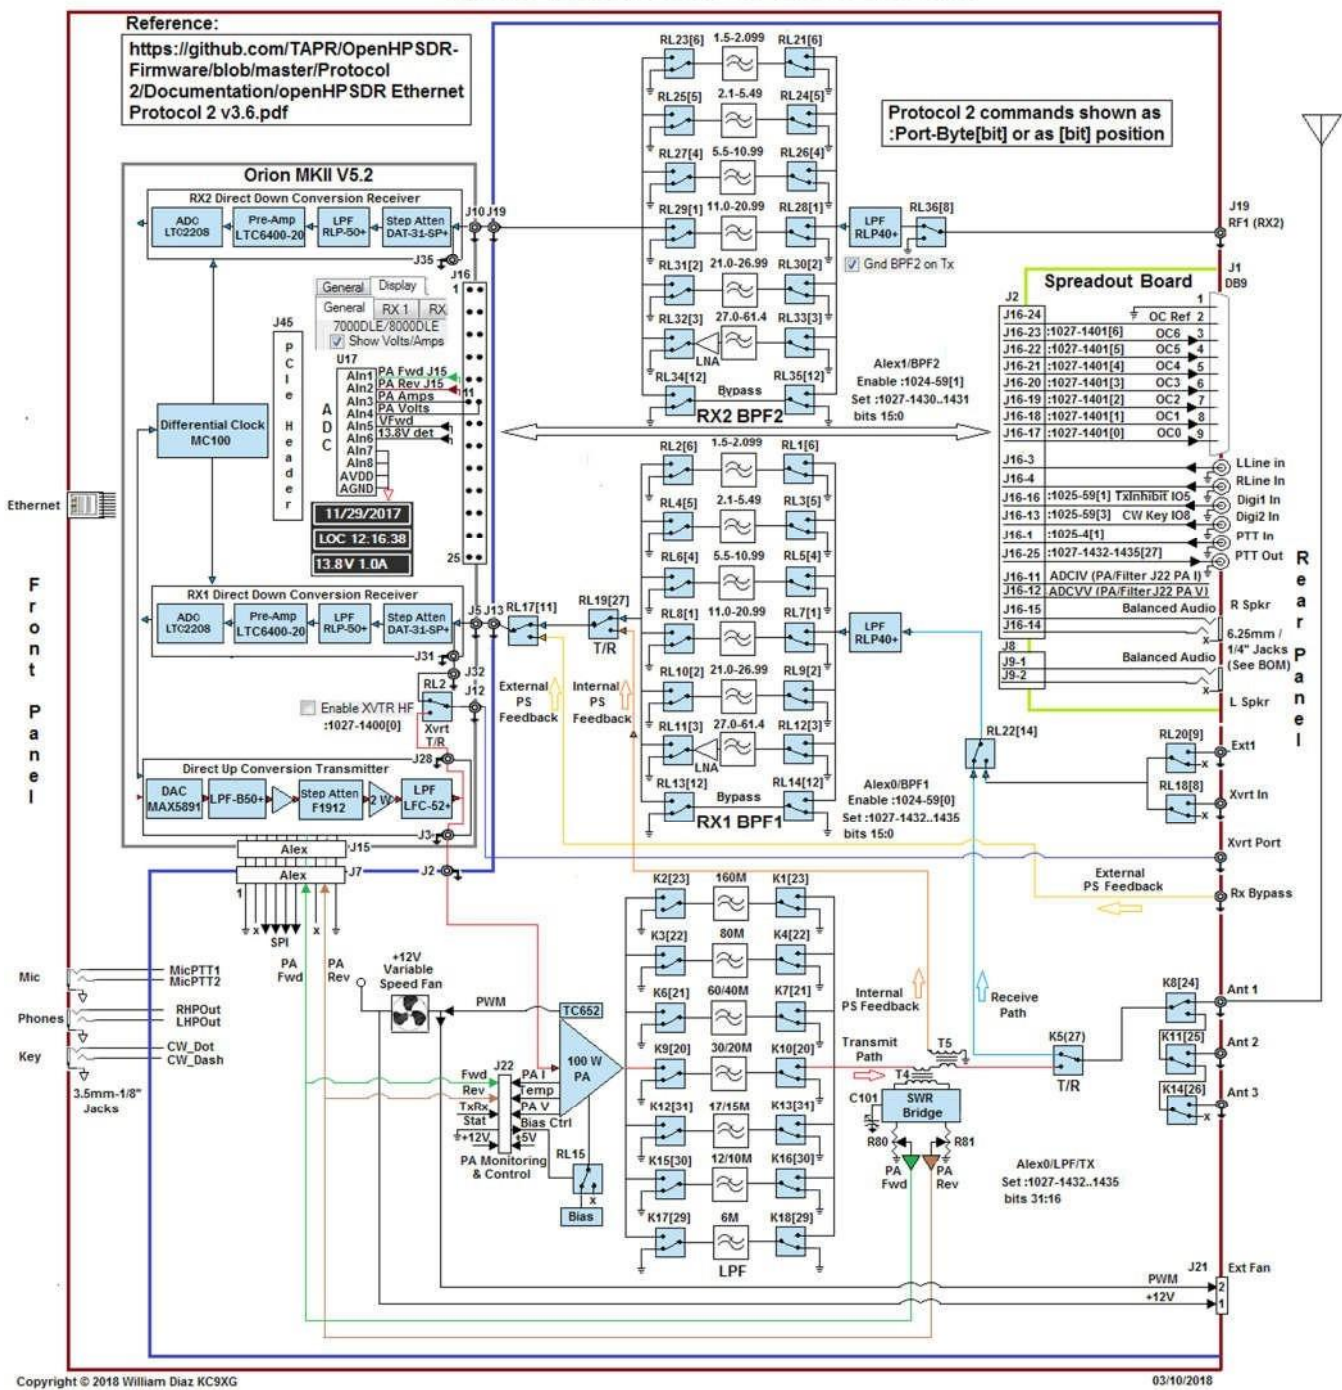 Reference:
https://github.com/TAPR/OpenHPSDR-
Firmware/blob/master/Protocol
2/Documentation/openHPSDR Ethernet
Protocol 2 v3.6.pdf
Protocol 2 commands shown as
:Port-Byte[bit] or as [bit] position
RL23[6] 1.5-2.099 RL21[6]
RL25[5] 2.1-5.49 RL24[5]
RL27[4] 5.5-10.99 RL26[4]
RL29[1] 11.0-20.99 RL28[1]
RL31[2] 21.0-26.99 RL30[2]
RL32[3] 27.0-61.4 RL33[3]
LNA
RL34[12] Bypass RL35[12]
RX2 BPF2
LPF
RLP40+
RL36[8]
Gnd BPF2 on Tx
J19
RF1 (RX2)
Alex1/BPF2
Enable :1024-59[1]
Set :1027-1430..1431
bits 15:0
Orion MKII V5.2
RX2 Direct Down Conversion Receiver
J10 J19
ADC
LTC2208
Pre-Amp
LTC6400-20
LPF
RLP-50+
Step Atten
DAT-31-SP+
J35
J16
1
11
25
General Display
General RX 1 RX
7000DLE/8000DLE
Show Volts/Amps
J45
PCIe Header
U17
ADC
AIn1 PA Fwd J15
AIn2 PA Rev J15
AIn3 PA Amps
AIn4 PA Volts
AIn5 VFwd
AIn6 13.8V det
AIn7
AIn8
AVDD
AGND
11/29/2017
LOC 12:16:38
13.8V 1.0A
Differential Clock
MC100
Ethernet
Front Panel
RX1 Direct Down Conversion Receiver
J5 J13
ADC
LTC2208
Pre-Amp
LTC6400-20
LPF
RLP-50+
Step Atten
DAT-31-SP+
J31
J32
RL2
J12
Enable XVTR HF
:1027-1400[0]
Xvrt
T/R
J28
Direct Up Conversion Transmitter
DAC
MAX5891
LPF-B50+
Step Atten
F1912
2 W
LPF
LFC-52+
J3
Alex J15
Alex J7
J2
1
x
x
SPI
PA
Fwd
PA
Rev
RL17[11]
RL19[27]
T/R
External
PS
Feedback
Internal
PS
Feedback
RL2[6] 1.5-2.099 RL1[6]
RL4[5] 2.1-5.49 RL3[5]
RL6[4] 5.5-10.99 RL5[4]
RL8[1] 11.0-20.99 RL7[1]
RL10[2] 21.0-26.99 RL9[2]
RL11[3] 27.0-61.4 RL12[3]
LNA
RL13[12] Bypass RL14[12]
RX1 BPF1
LPF
RLP40+
Alex0/BPF1
Enable :1024-59[0]
Set :1027-1432..1435
bits 15:0
Spreadout Board
J1
DB9
J2
J16-24 1
OC Ref 2
J16-23 :1027-1401[6] OC6 3
J16-22 :1027-1401[5] OC5 4
J16-21 :1027-1401[4] OC4 5
J16-20 :1027-1401[3] OC3 6
J16-19 :1027-1401[2] OC2 7
J16-18 :1027-1401[1] OC1 8
J16-17 :1027-1401[0] OC0 9
J16-3 LLine in
J16-4 RLine In
J16-16 :1025-59[1] TxInhibit IO5 Digi1 In
J16-13 :1025-59[3] CW Key IO8 Digi2 In
J16-1 :1025-4[1] PTT In
J16-25 :1027-1432-1435[27] PTT Out
J16-11 ADCIV (PA/Filter J22 PA I)
J16-12 ADCVV (PA/Filter J22 PA V)
J16-15 Balanced Audio R Spkr
J16-14
x
6.25mm /
1/4" Jacks
(See BOM)
J8
J9-1 Balanced Audio
J9-2
x
L Spkr
Rear Panel
RL22[14]
RL20[9] Ext1
x
RL18[8] Xvrt In
x
Xvrt Port
External
PS Feedback
Rx Bypass
K2[23] 160M K1[23]
K3[22] 80M K4[22]
K6[21] 60/40M K7[21]
K9[20] 30/20M K10[20]
K12[31] 17/15M K13[31]
K15[30] 12/10M K16[30]
K17[29] 6M K18[29]
LPF
Internal
PS Feedback
Receive
Path
Transmit
Path
T5
T4
SWR
Bridge
C101
R80
R81
PA
Fwd
PA
Rev
K5(27)
T/R
K8[24] Ant 1
K11[25] Ant 2
x
K14[26] Ant 3
x
Alex0/LPF/TX
Set :1027-1432..1435
bits 31:16
Mic
MicPTT1
MicPTT2
Phones
RHPOut
LHPOut
Key
CW_Dot
CW_Dash
3.5mm-1/8"
Jacks
+12V
Variable
Speed Fan
PWM
TC652
100 W
PA
J22
Fwd PA I
Rev Temp
TxRx PA V
Stat Bias Ctrl
+12V +5V
PA Monitoring
& Control
RL15
x
Bias
J21 Ext Fan
PWM 2
+12V 1
Copyright © 2018 William Diaz KC9XG
03/10/2018